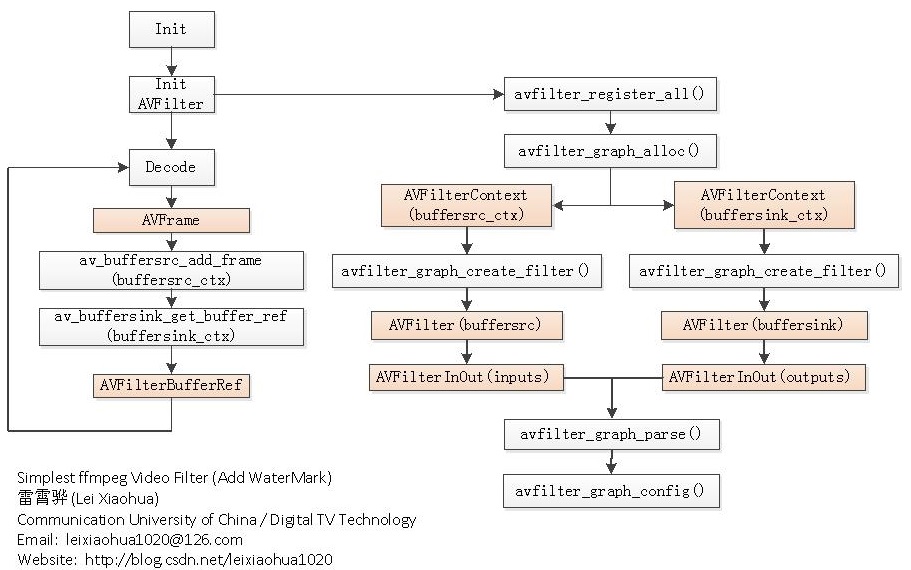 Init
Init
AVFilter
Decode
AVFrame
av_buffersrc_add_frame
(buffersrc_ctx)
av_buffersink_get_buffer_ref
(buffersink_ctx)
AVFilterBufferRef
avfilter_register_all()
avfilter_graph_alloc()
AVFilterContext
(buffersrc_ctx)
AVFilterContext
(buffersink_ctx)
avfilter_graph_create_filter()
avfilter_graph_create_filter()
AVFilter(buffersrc)
AVFilter(buffersink)
AVFilterInOut(inputs)
AVFilterInOut(outputs)
avfilter_graph_parse()
avfilter_graph_config()
Simplest ffmpeg Video Filter (Add WaterMark)
雷霄骅 (Lei Xiaohua)
Communication University of China / Digital TV Technology
Email: leixiaohua1020@126.com
Website: http://blog.csdn.net/leixiaohua1020